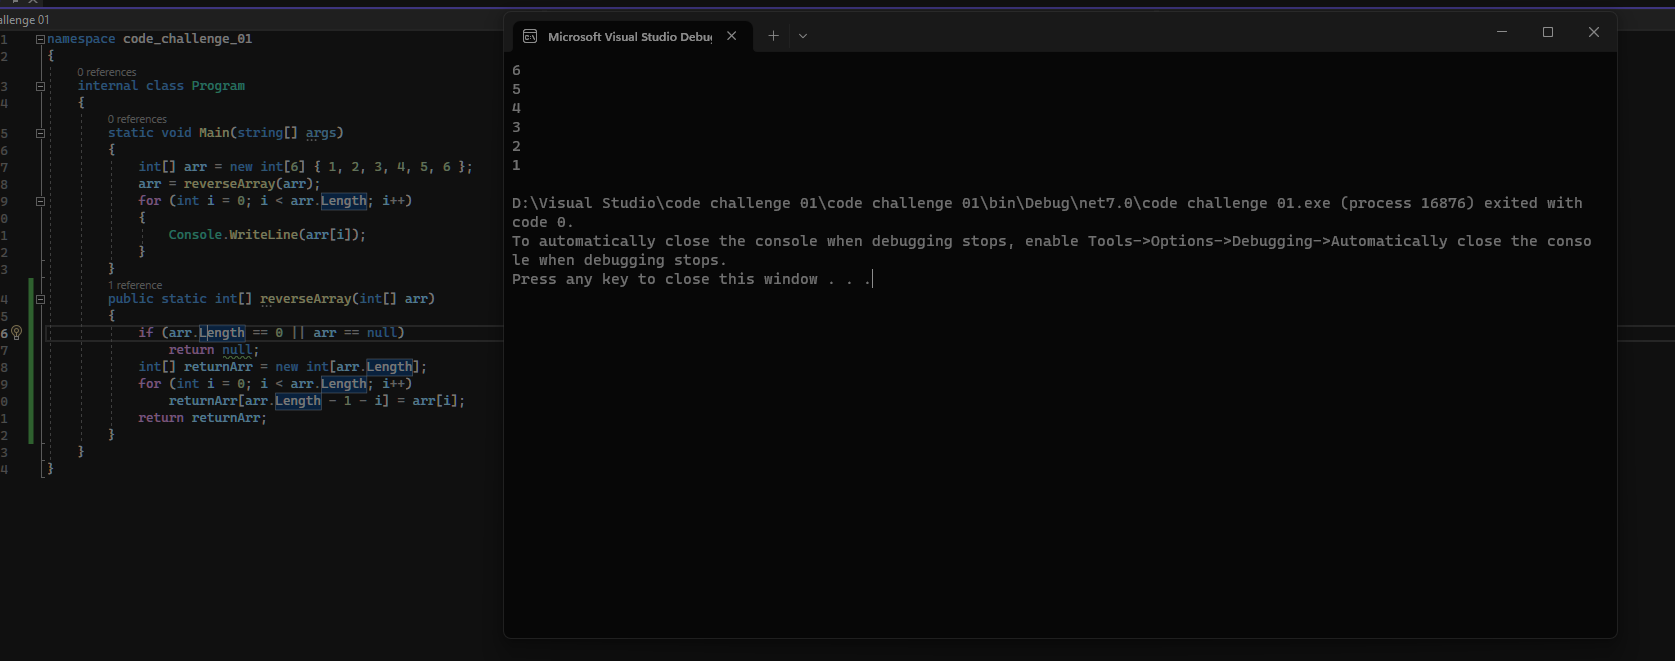 allenge 01
1 namespace code_challenge_01
2 {
0 references
3 internal class Program
4 {
0 references
5 static void Main(string[] args)
6 {
7 int[] arr = new int[6] { 1, 2, 3, 4, 5, 6 };
8 arr = reverseArray(arr);
9 for (int i = 0; i < arr.Length; i++)
0 {
1 Console.WriteLine(arr[i]);
2 }
3 }
1 reference
4 public static int[] reverseArray(int[] arr)
5 {
6 if (arr.Length == 0 || arr == null)
7 return null;
8 int[] returnArr = new int[arr.Length];
9 for (int i = 0; i < arr.Length; i++)
0 returnArr[arr.Length - 1 - i] = arr[i];
1 return returnArr;
2 }
3 }
4 }
Microsoft Visual Studio Debu
6
5
4
3
2
1
D:\Visual Studio\code challenge 01\code challenge 01\bin\Debug\net7.0\code challenge 01.exe (process 16876) exited with
code 0.
To automatically close the console when debugging stops, enable Tools->Options->Debugging->Automatically close the conso
le when debugging stops.
Press any key to close this window . . .